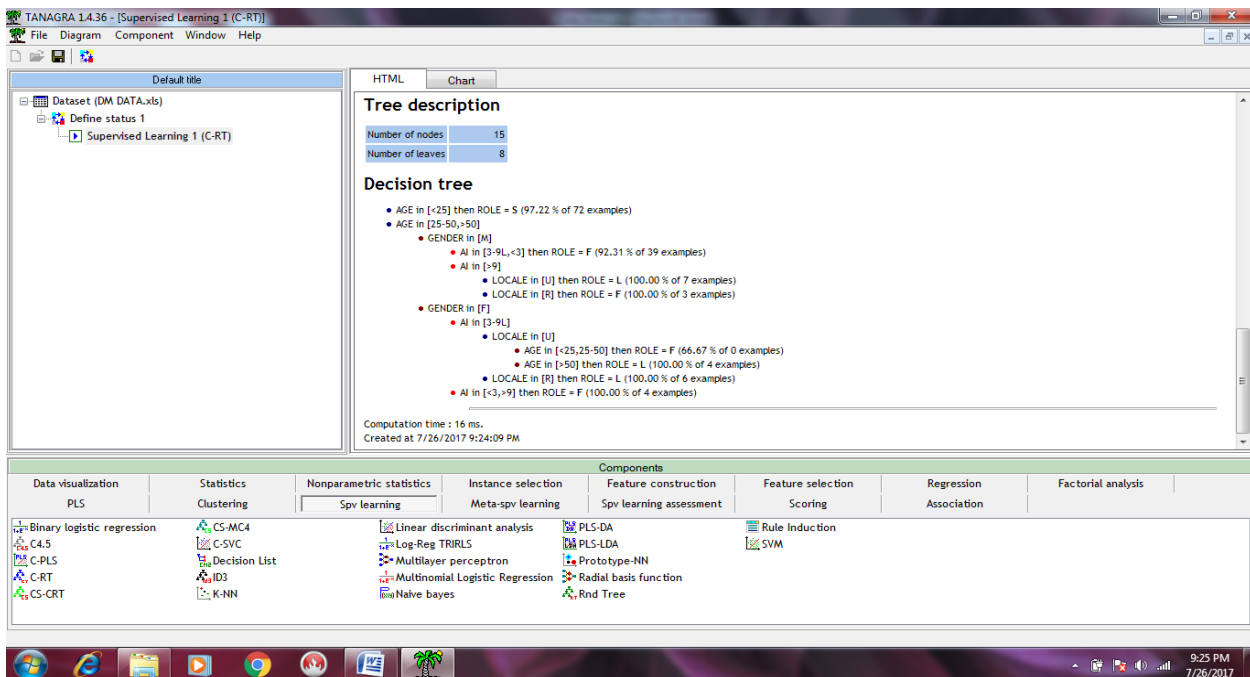 TANAGRA 1.4.36 - [Supervised Learning 1 (C-RT)]
File Diagram Component Window Help
Default title
Dataset (DM DATA.xls)
Define status 1
Supervised Learning 1 (C-RT)
HTML Chart
Tree description
Number of nodes 15
Number of leaves 8
Decision tree
AGE in [<25] then ROLE = S (97.22 % of 72 examples)
AGE in [25-50,>50]
GENDER in [M]
AI in [3-9L,<3] then ROLE = F (92.31 % of 39 examples)
AI in [>9]
LOCALE in [U] then ROLE = L (100.00 % of 7 examples)
LOCALE in [R] then ROLE = F (100.00 % of 3 examples)
GENDER in [F]
AI in [3-9L]
LOCALE in [U]
AGE in [<25,25-50] then ROLE = F (66.67 % of 0 examples)
AGE in [>50] then ROLE = L (100.00 % of 4 examples)
LOCALE in [R] then ROLE = L (100.00 % of 6 examples)
AI in [<3,>9] then ROLE = F (100.00 % of 4 examples)
Computation time : 16 ms.
Created at 7/26/2017 9:24:09 PM
Components
Data visualization Statistics Nonparametric statistics Instance selection Feature construction Feature selection Regression Factorial analysis
PLS Clustering Spv learning Meta-spv learning Spv learning assessment Scoring Association
Binary logistic regression CS-MC4 Linear discriminant analysis PLS-DA Rule Induction
C4.5 C-SVC Log-Reg TRIRLS PLS-LDA SVM
C-PLS Decision List Multilayer perceptron Prototype-NN
C-RT ID3 Multinomial Logistic Regression Radial basis function
CS-CRT K-NN Naive bayes Rnd Tree
9:25 PM
7/26/2017